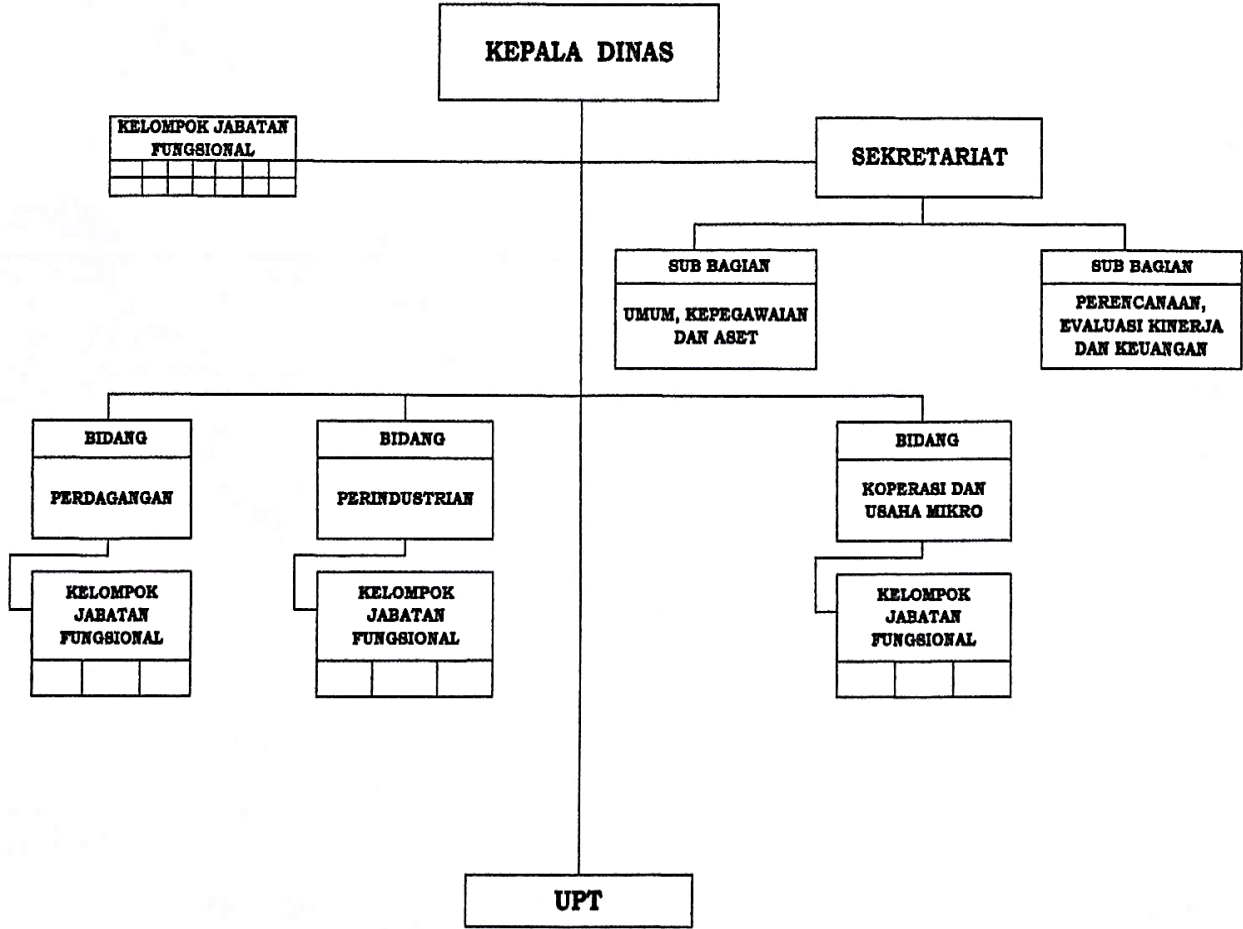 KEPALA DINAS
KELOMPOK JABATAN
FUNGSIONAL
SEKRETARIAT
SUB BAGIAN
UMUM, KEPEGAWAIAN
DAN ASET
SUB BAGIAN
PERENCANAAN,
EVALUASI KINERJA
DAN KEUANGAN
BIDANG
PERDAGANGAN
BIDANG
PERINDUSTRIAN
BIDANG
KOPERASI DAN
USAHA MIKRO
KELOMPOK
JABATAN
FUNGSIONAL
KELOMPOK
JABATAN
FUNGSIONAL
KELOMPOK
JABATAN
FUNGSIONAL
UPT